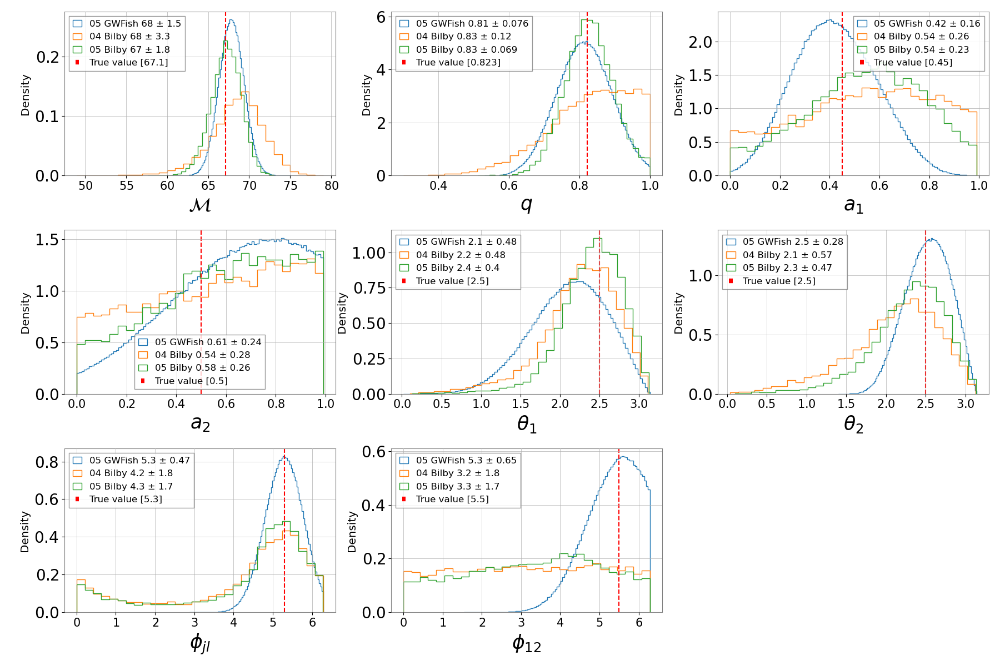 05 GWFish 68 ± 1.5
04 Bilby 68 ± 3.3
05 Bilby 67 ± 1.8
True value [67.1]
Density
0.2
0.1
0.0
50 55 60 65 70 75 80
ℳ
05 GWFish 0.81 ± 0.076
04 Bilby 0.83 ± 0.12
05 Bilby 0.83 ± 0.069
True value [0.823]
Density
6
4
2
0
0.4 0.6 0.8 1.0
q
05 GWFish 0.42 ± 0.16
04 Bilby 0.54 ± 0.26
05 Bilby 0.54 ± 0.23
True value [0.45]
Density
2.0
1.5
1.0
0.5
0.0
0.0 0.2 0.4 0.6 0.8 1.0
a₁
05 GWFish 0.61 ± 0.24
04 Bilby 0.54 ± 0.28
05 Bilby 0.58 ± 0.26
True value [0.5]
Density
1.5
1.0
0.5
0.0
0.0 0.2 0.4 0.6 0.8 1.0
a₂
05 GWFish 2.1 ± 0.48
04 Bilby 2.2 ± 0.48
05 Bilby 2.4 ± 0.4
True value [2.5]
Density
1.00
0.75
0.50
0.25
0.00
0.0 0.5 1.0 1.5 2.0 2.5 3.0
θ₁
05 GWFish 2.5 ± 0.28
04 Bilby 2.1 ± 0.57
05 Bilby 2.3 ± 0.47
True value [2.5]
Density
1.0
0.5
0.0
0.0 0.5 1.0 1.5 2.0 2.5 3.0
θ₂
05 GWFish 5.3 ± 0.47
04 Bilby 4.2 ± 1.8
05 Bilby 4.3 ± 1.7
True value [5.3]
Density
0.8
0.6
0.4
0.2
0.0
0 1 2 3 4 5 6
ϕjl
05 GWFish 5.3 ± 0.65
04 Bilby 3.2 ± 1.8
05 Bilby 3.3 ± 1.7
True value [5.5]
Density
0.6
0.4
0.2
0.0
0 1 2 3 4 5 6
ϕ₁₂